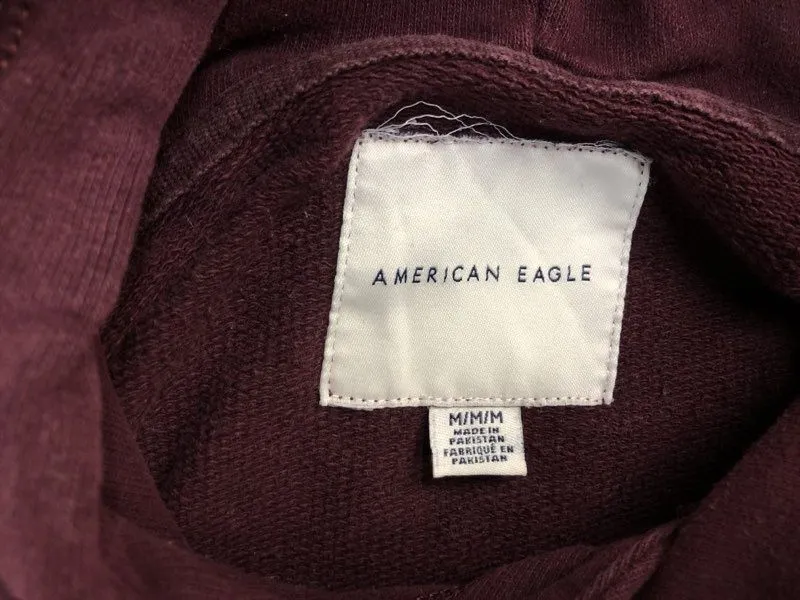 AMERICAN EAGLE
M/M/M
MADE IN
PAKISTAN
FABRIQUÉ EN
PAKISTAN